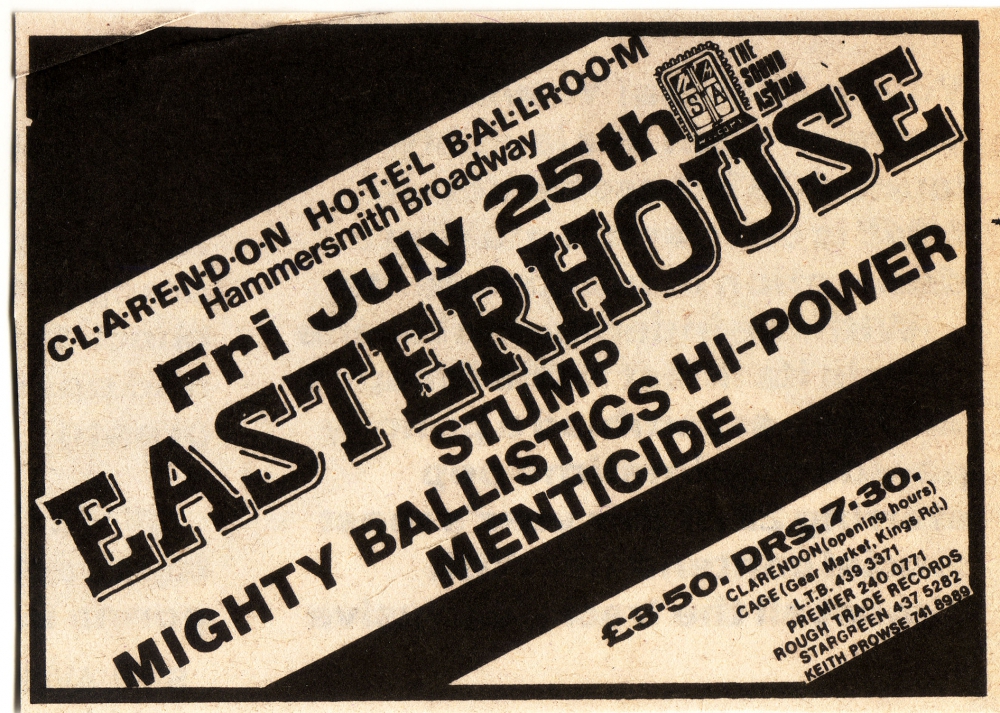 C·L·A·R·E·N·D·O·N H·O·T·E·L B·A·L·L·R·O·O·M
Hammersmith Broadway
THE
SOUND
ASYLUM
SA
WELCOME
Fri July 25th
EASTERHOUSE
STUMP
MIGHTY BALLISTICS HI-POWER
MENTICIDE
£3·50. DRS.7·30.
CLARENDON (opening hours)
CAGE (Gear Market, Kings Rd.)
L.T.B. 439 3371
PREMIER 240 0771
ROUGH TRADE RECORDS
STARGREEN 437 5282
KEITH PROWSE 741 8989